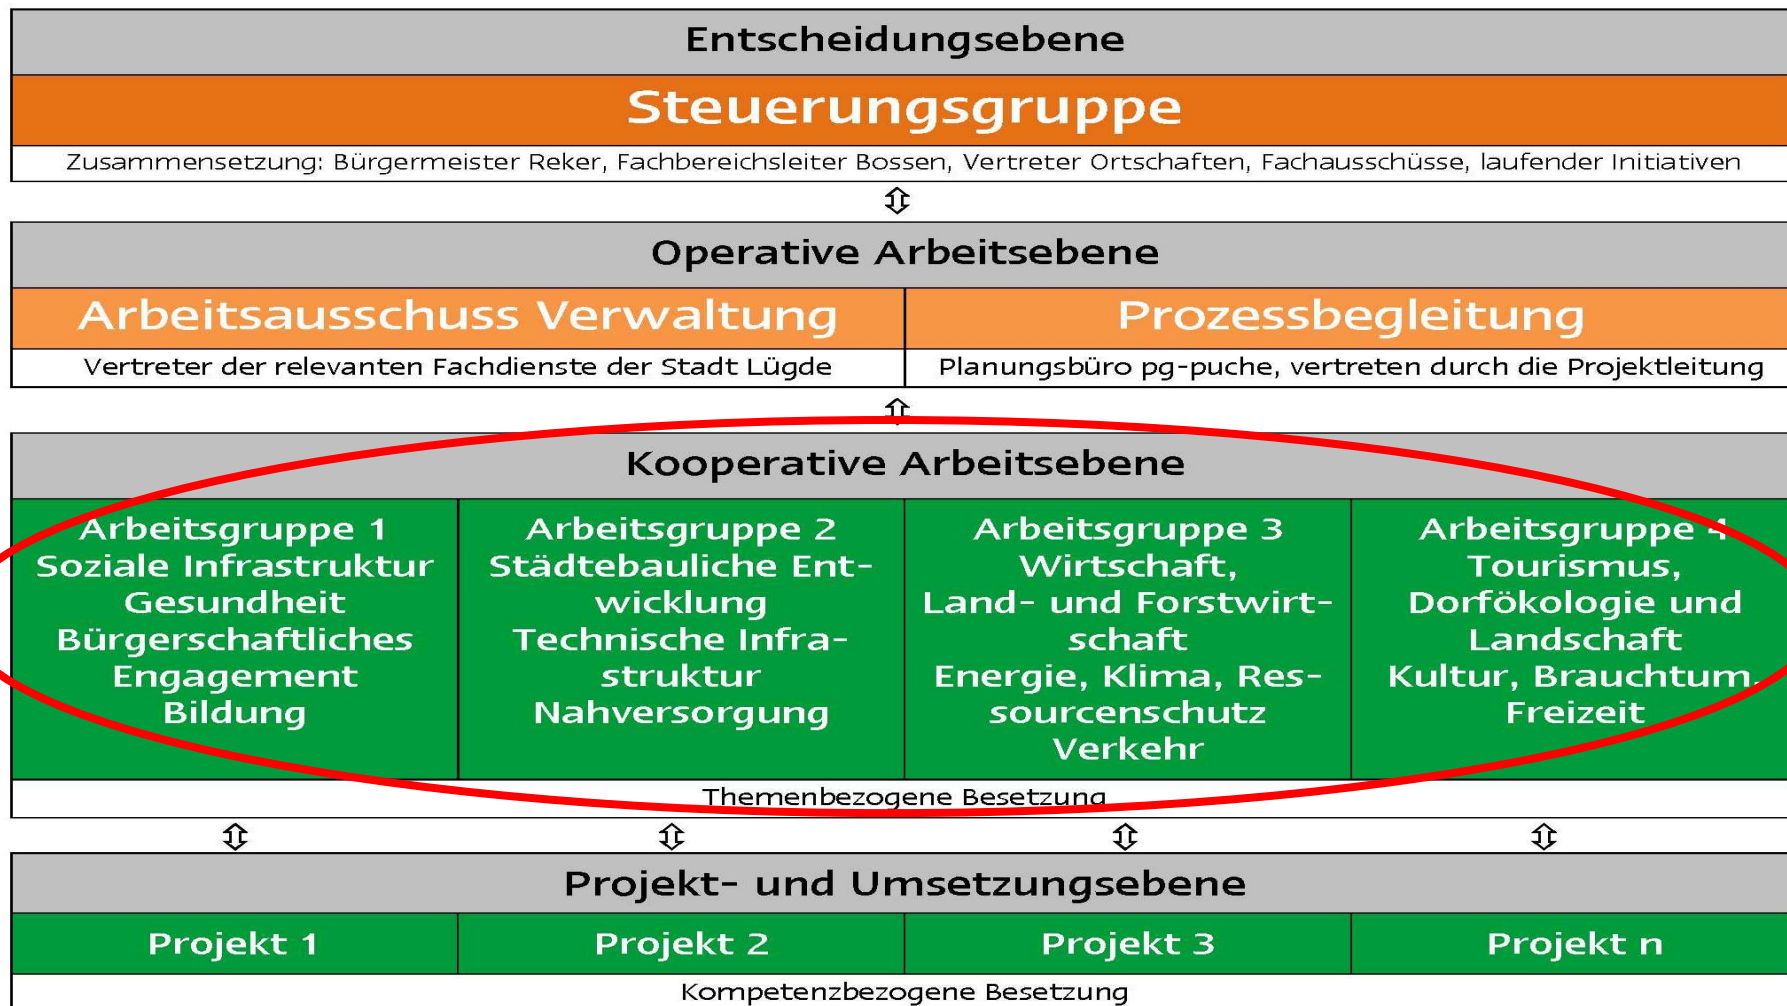 Entscheidungsebene
Steuerungsgruppe
Zusammensetzung: Bürgermeister Reker, Fachbereichsleiter Bossen, Vertreter Ortschaften, Fachausschüsse, laufender Initiativen
Operative Arbeitsebene
Arbeitsausschuss Verwaltung
Prozessbegleitung
Vertreter der relevanten Fachdienste der Stadt Lügde
Planungsbüro pg-puche, vertreten durch die Projektleitung
Kooperative Arbeitsebene
Arbeitsgruppe 1
Soziale Infrastruktur
Gesundheit
Bürgerschaftliches
Engagement
Bildung
Arbeitsgruppe 2
Städtebauliche Ent-
wicklung
Technische Infra-
struktur
Nahversorgung
Arbeitsgruppe 3
Wirtschaft,
Land- und Forstwirt-
schaft
Energie, Klima, Res-
sourcenschutz
Verkehr
Arbeitsgruppe 4
Tourismus,
Dorfökologie und
Landschaft
Kultur, Brauchtum,
Freizeit
Themenbezogene Besetzung
Projekt- und Umsetzungsebene
Projekt 1
Projekt 2
Projekt 3
Projekt n
Kompetenzbezogene Besetzung